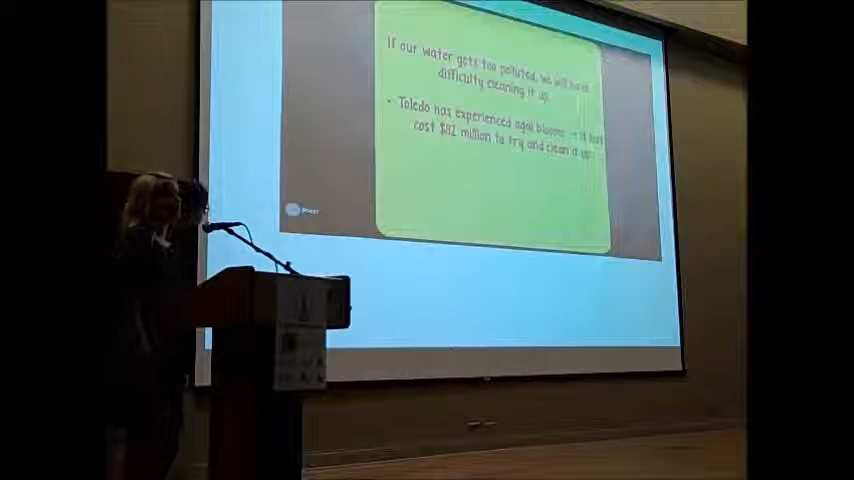 If our water gets too polluted, we will have
difficulty cleaning it up.
• Toledo has experienced agal blooms → it has
cost $82 million to try and clean it up.